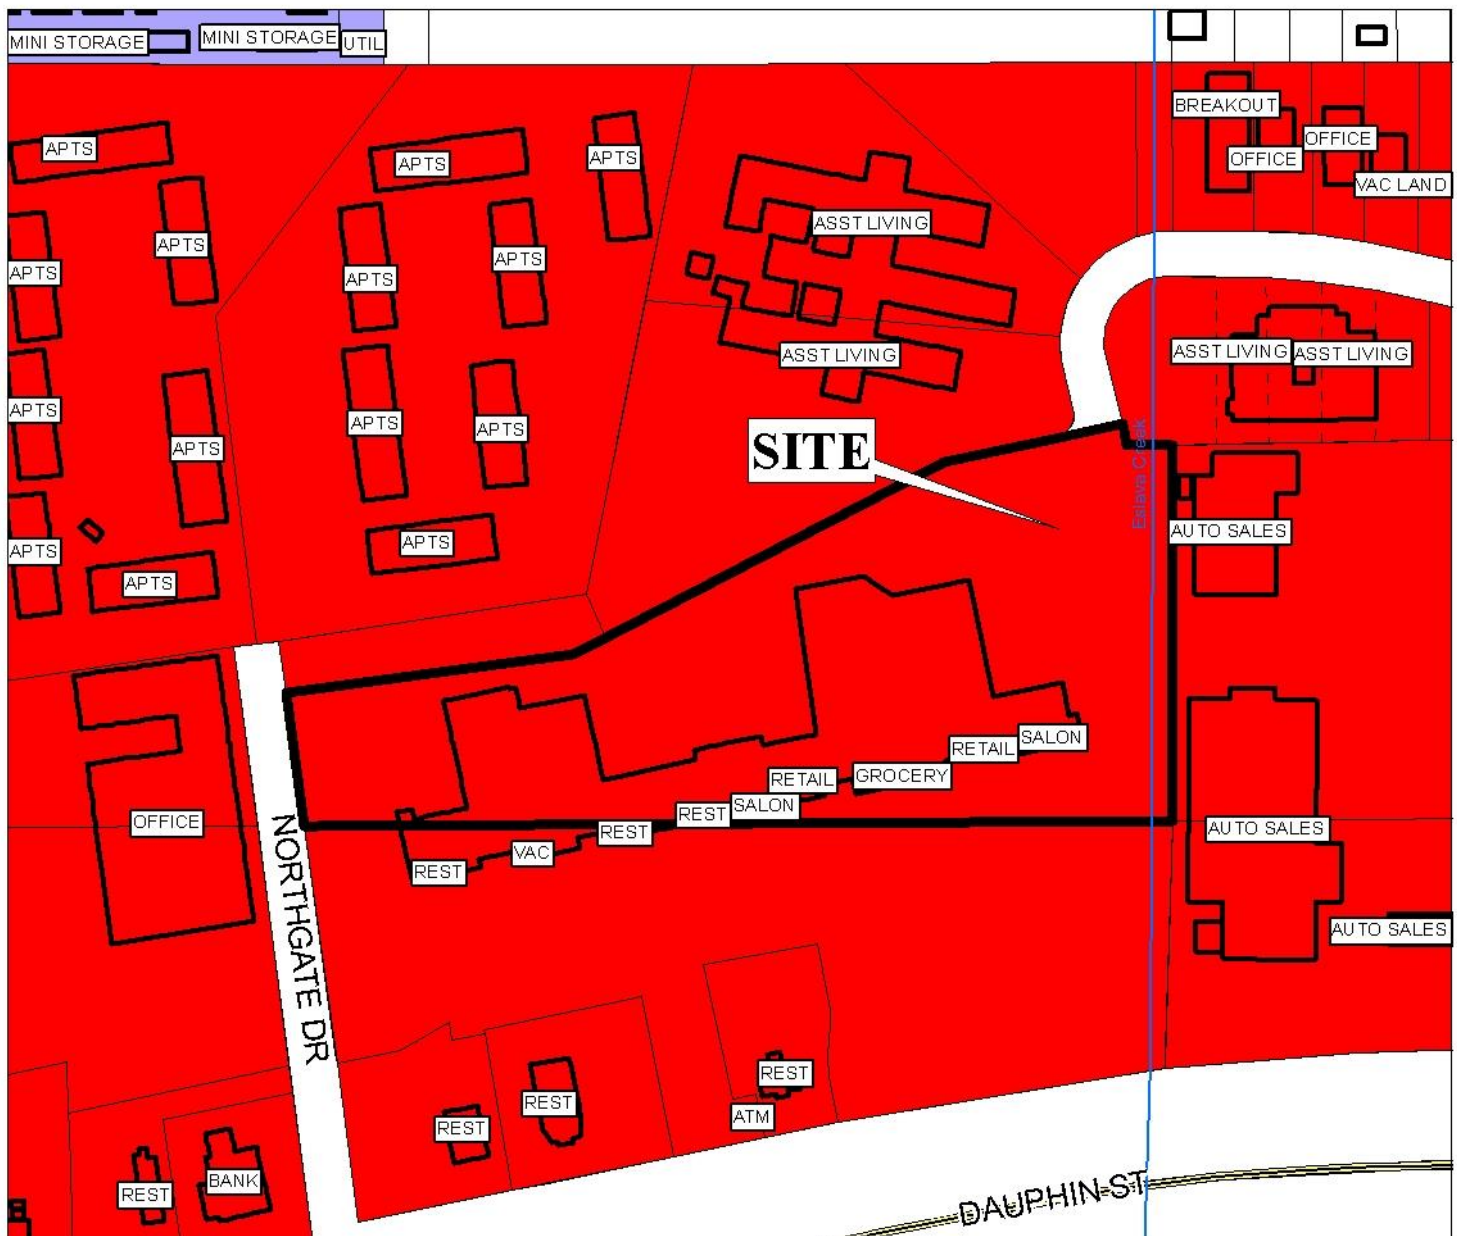 MINI STORAGE
MINI STORAGE
UTIL
BREAKOUT
OFFICE
OFFICE
VAC LAND
APTS
APTS
APTS
ASST LIVING
APTS
APTS
APTS
APTS
ASST LIVING
ASST LIVING
ASST LIVING
APTS
APTS
APTS
APTS
SITE
Eslava Creek
AUTO SALES
APTS
APTS
APTS
SALON
RETAIL
GROCERY
RETAIL
SALON
REST
REST
VAC
REST
OFFICE
AUTO SALES
AUTO SALES
NORTHGATE DR
REST
REST
REST
ATM
REST
BANK
DAUPHIN ST